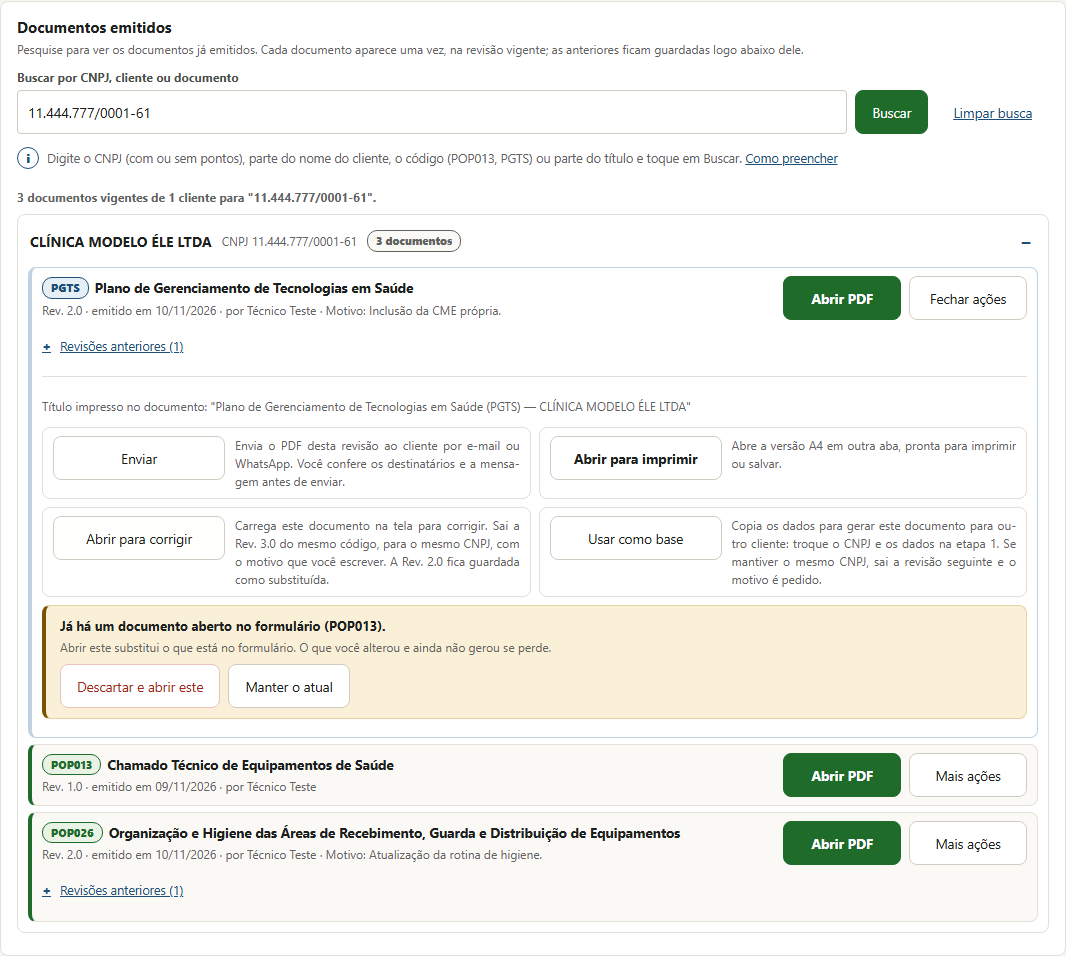 Documentos emitidos
Pesquise para ver os documentos já emitidos. Cada documento aparece uma vez, na revisão vigente; as anteriores ficam guardadas logo abaixo dele.
Buscar por CNPJ, cliente ou documento
11.444.777/0001-61
Buscar
Limpar busca
i
Digite o CNPJ (com ou sem pontos), parte do nome do cliente, o código (POP013, PGTS) ou parte do título e toque em Buscar. Como preencher
3 documentos vigentes de 1 cliente para "11.444.777/0001-61".
CLÍNICA MODELO ÉLE LTDA CNPJ 11.444.777/0001-61 3 documentos
−
PGTS Plano de Gerenciamento de Tecnologias em Saúde
Rev. 2.0 · emitido em 10/11/2026 · por Técnico Teste · Motivo: Inclusão da CME própria.
Abrir PDF
Fechar ações
+ Revisões anteriores (1)
Título impresso no documento: "Plano de Gerenciamento de Tecnologias em Saúde (PGTS) — CLÍNICA MODELO ÉLE LTDA"
Enviar
Envia o PDF desta revisão ao cliente por e-mail ou
WhatsApp. Você confere os destinatários e a mensa-
gem antes de enviar.
Abrir para imprimir
Abre a versão A4 em outra aba, pronta para imprimir
ou salvar.
Abrir para corrigir
Carrega este documento na tela para corrigir. Sai a
Rev. 3.0 do mesmo código, para o mesmo CNPJ, com
o motivo que você escrever. A Rev. 2.0 fica guardada
como substituída.
Usar como base
Copia os dados para gerar este documento para ou-
tro cliente: troque o CNPJ e os dados na etapa 1. Se
mantiver o mesmo CNPJ, sai a revisão seguinte e o
motivo é pedido.
Já há um documento aberto no formulário (POP013).
Abrir este substitui o que está no formulário. O que você alterou e ainda não gerou se perde.
Descartar e abrir este
Manter o atual
POP013 Chamado Técnico de Equipamentos de Saúde
Rev. 1.0 · emitido em 09/11/2026 · por Técnico Teste
Abrir PDF
Mais ações
POP026 Organização e Higiene das Áreas de Recebimento, Guarda e Distribuição de Equipamentos
Rev. 2.0 · emitido em 10/11/2026 · por Técnico Teste · Motivo: Atualização da rotina de higiene.
Abrir PDF
Mais ações
+ Revisões anteriores (1)